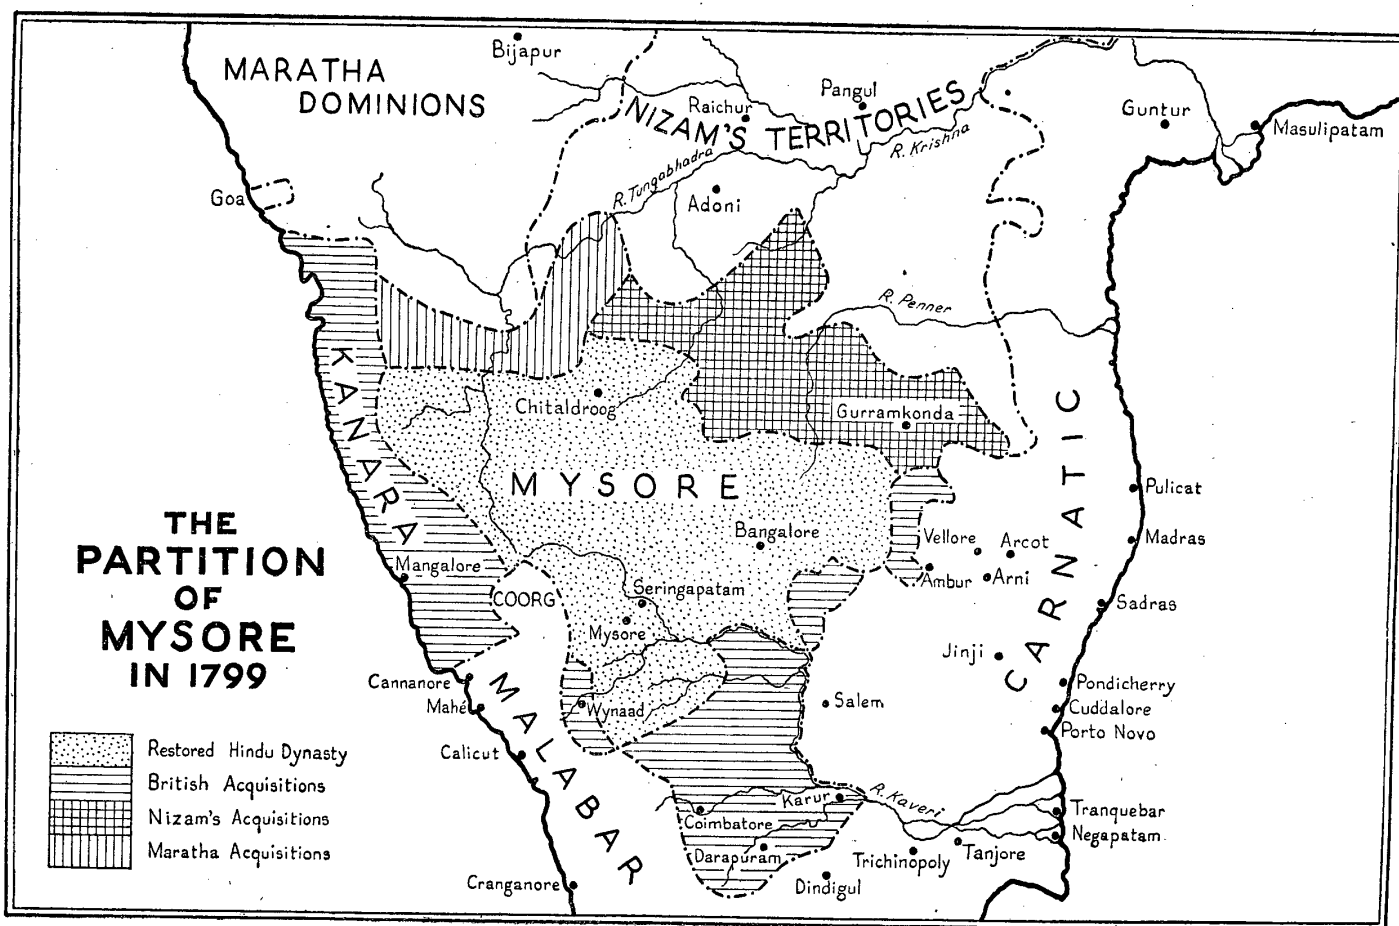 Bijapur
MARATHA
DOMINIONS
NIZAM'S TERRITORIES
Raichur
Pangul
R. Krishna
Guntur
Masulipatam
R. Tungabhadra
Adoni
Goa
R. Penner
KANARA
Chitaldroog
Gurramkonda
MYSORE
CARNATIC
Pulicat
Bangalore
Vellore
Arcot
Madras
Mangalore
Ambur
Arni
COORG
Seringapatam
Sadras
Mysore
Jinji
THE
PARTITION
OF
MYSORE
IN 1799
Cannanore
Pondicherry
Mahé
MALABAR
Wynaad
Salem
Cuddalore
Porto Novo
Calicut
Restored Hindu Dynasty
British Acquisitions
Nizam's Acquisitions
Maratha Acquisitions
Karur
R. Kaveri
Tranquebar
Coimbatore
Negapatam
Darapuram
Trichinopoly
Tanjore
Cranganore
Dindigul